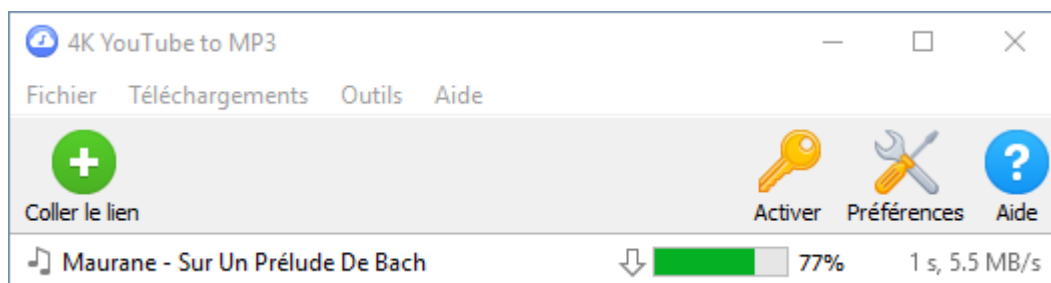 4K YouTube to MP3
Fichier Téléchargements Outils Aide
Coller le lien Activer Préférences Aide
Maurane - Sur Un Prélude De Bach 77% 1 s, 5.5 MB/s